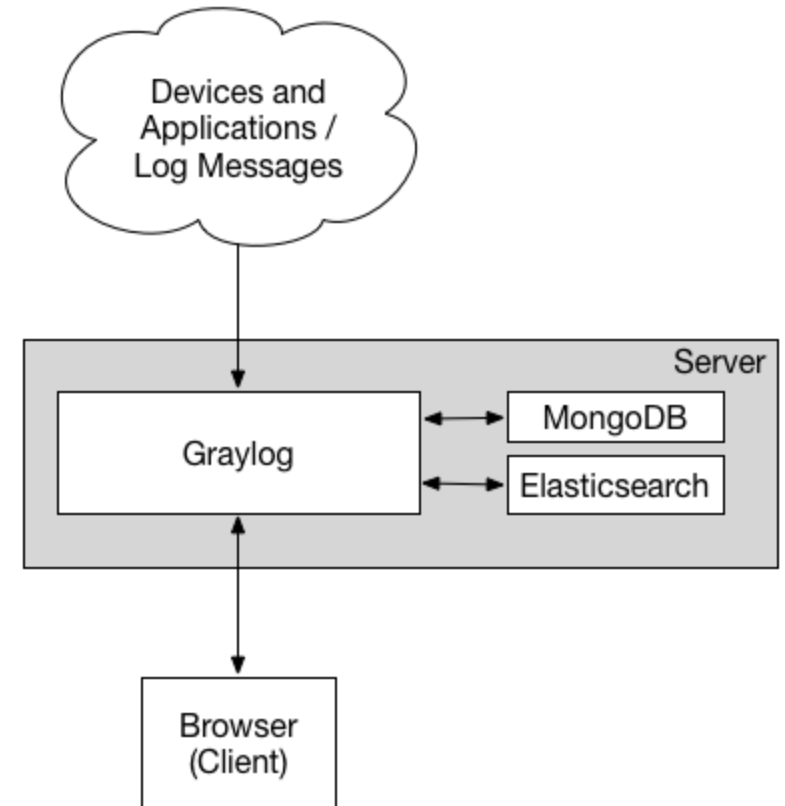 Devices and
Applications /
Log Messages
Server
MongoDB
Graylog
Elasticsearch
Browser
(Client)